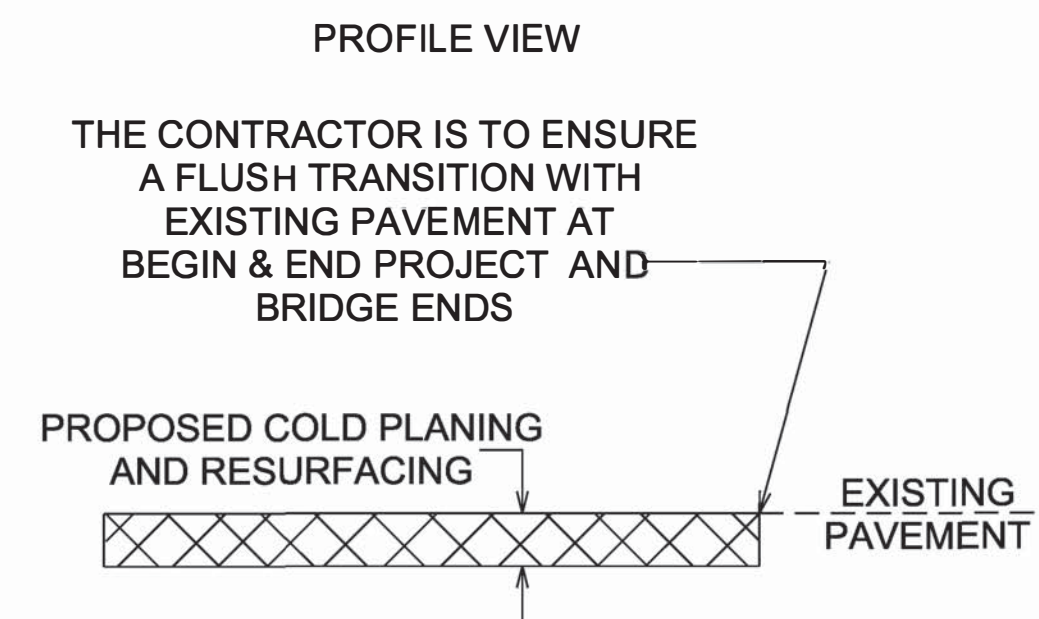 PROFILE VIEW
THE CONTRACTOR IS TO ENSURE
A FLUSH TRANSITION WITH
EXISTING PAVEMENT AT
BEGIN & END PROJECT AND
BRIDGE ENDS
PROPOSED COLD PLANING
AND RESURFACING
EXISTING
PAVEMENT